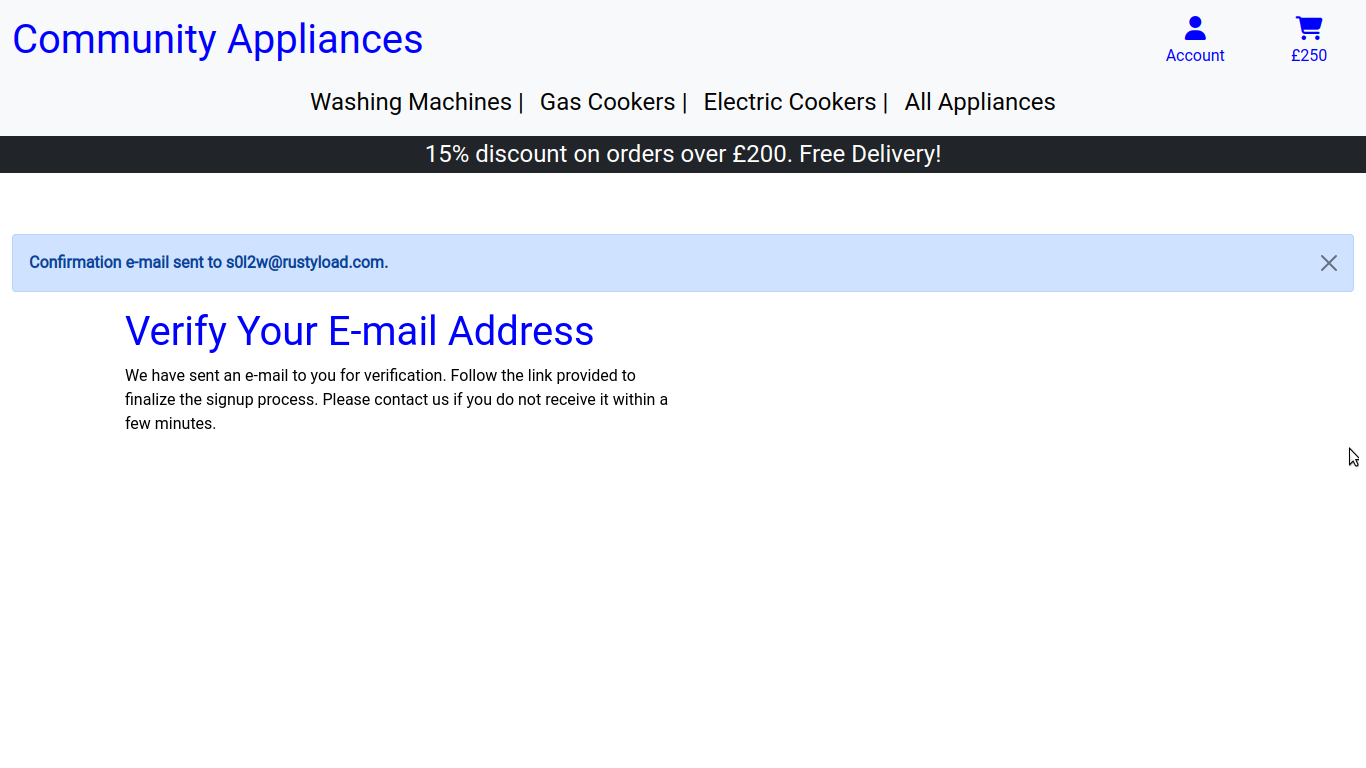 Community Appliances
Account
£250
Washing Machines | Gas Cookers | Electric Cookers | All Appliances
15% discount on orders over £200. Free Delivery!
Confirmation e-mail sent to s0l2w@rustyload.com.
Verify Your E-mail Address
We have sent an e-mail to you for verification. Follow the link provided to
finalize the signup process. Please contact us if you do not receive it within a
few minutes.